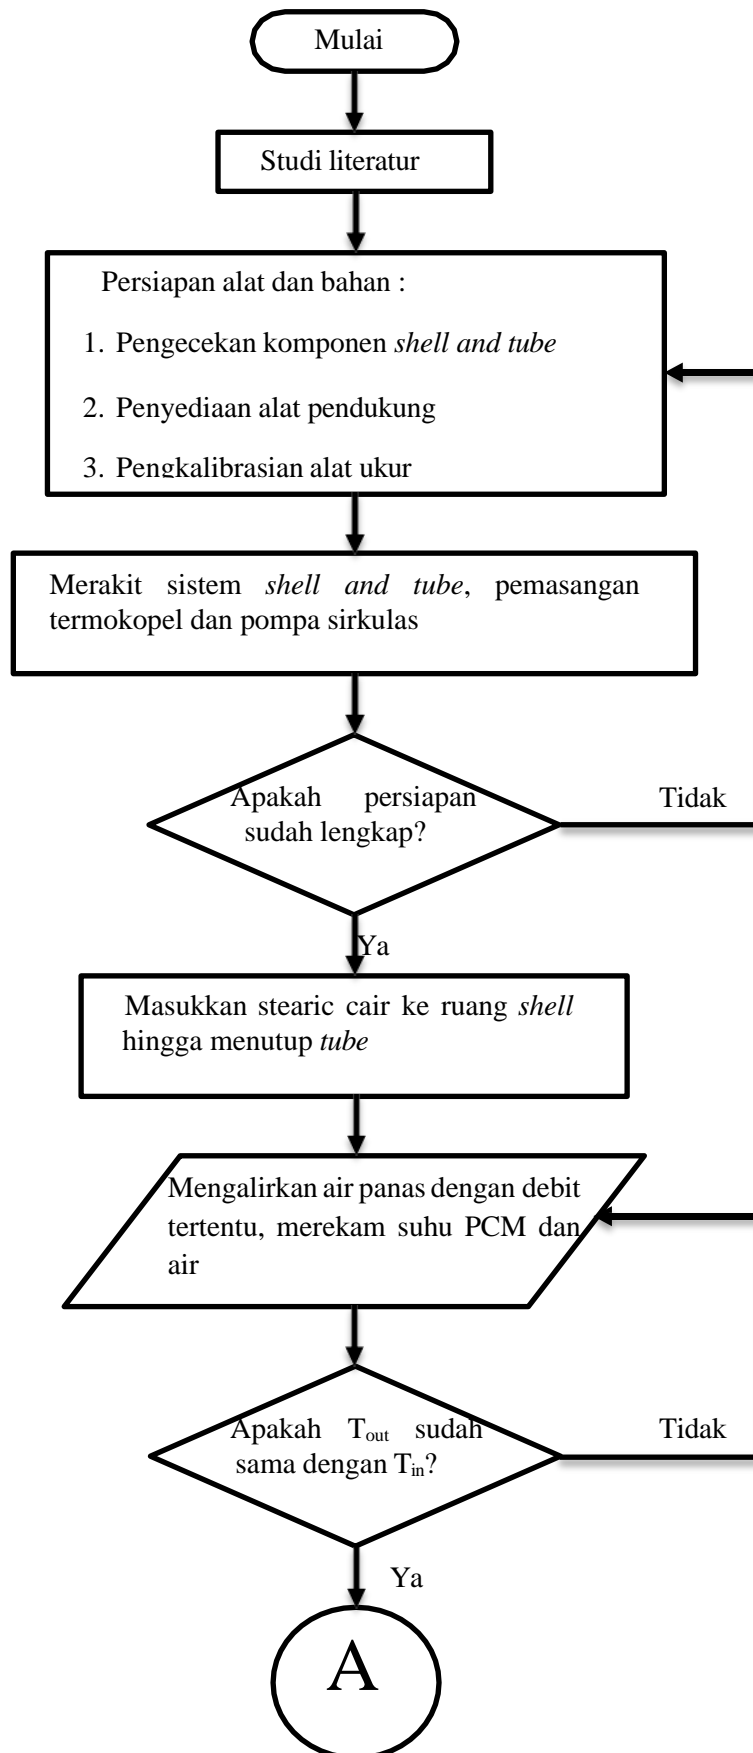 Mulai
Studi literatur
Persiapan alat dan bahan :
1. Pengecekan komponen shell and tube
2. Penyediaan alat pendukung
3. Pengkalibrasian alat ukur
Merakit sistem shell and tube, pemasangan
termokopel dan pompa sirkulas
Apakah persiapan
sudah lengkap?
Tidak
Ya
Masukkan stearic cair ke ruang shell
hingga menutup tube
Mengalirkan air panas dengan debit
tertentu, merekam suhu PCM dan
air
Apakah Tout sudah
sama dengan Tin?
Tidak
Ya
A